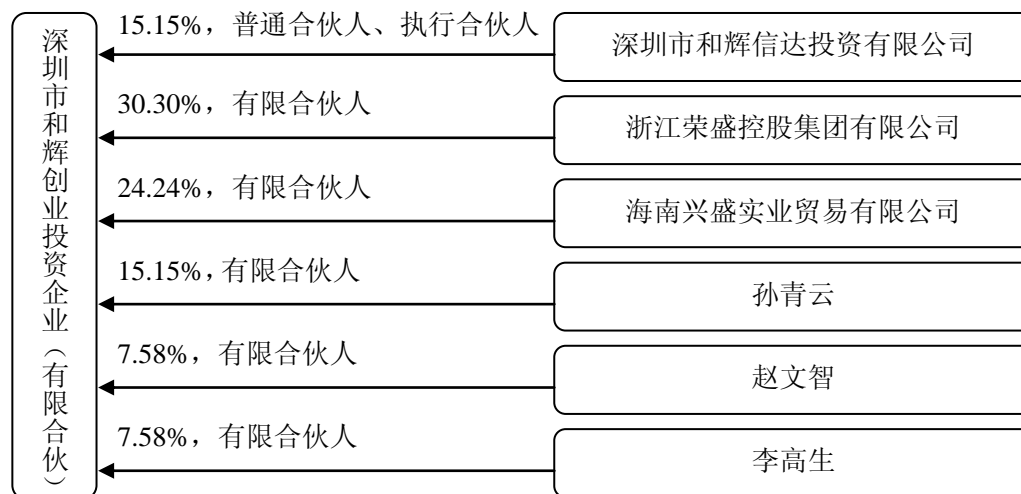 深圳市和辉创业投资企业（有限合伙）
15.15%，普通合伙人、执行合伙人
深圳市和辉信达投资有限公司
30.30%，有限合伙人
浙江荣盛控股集团有限公司
24.24%，有限合伙人
海南兴盛实业贸易有限公司
15.15%，有限合伙人
孙青云
7.58%，有限合伙人
赵文智
7.58%，有限合伙人
李高生